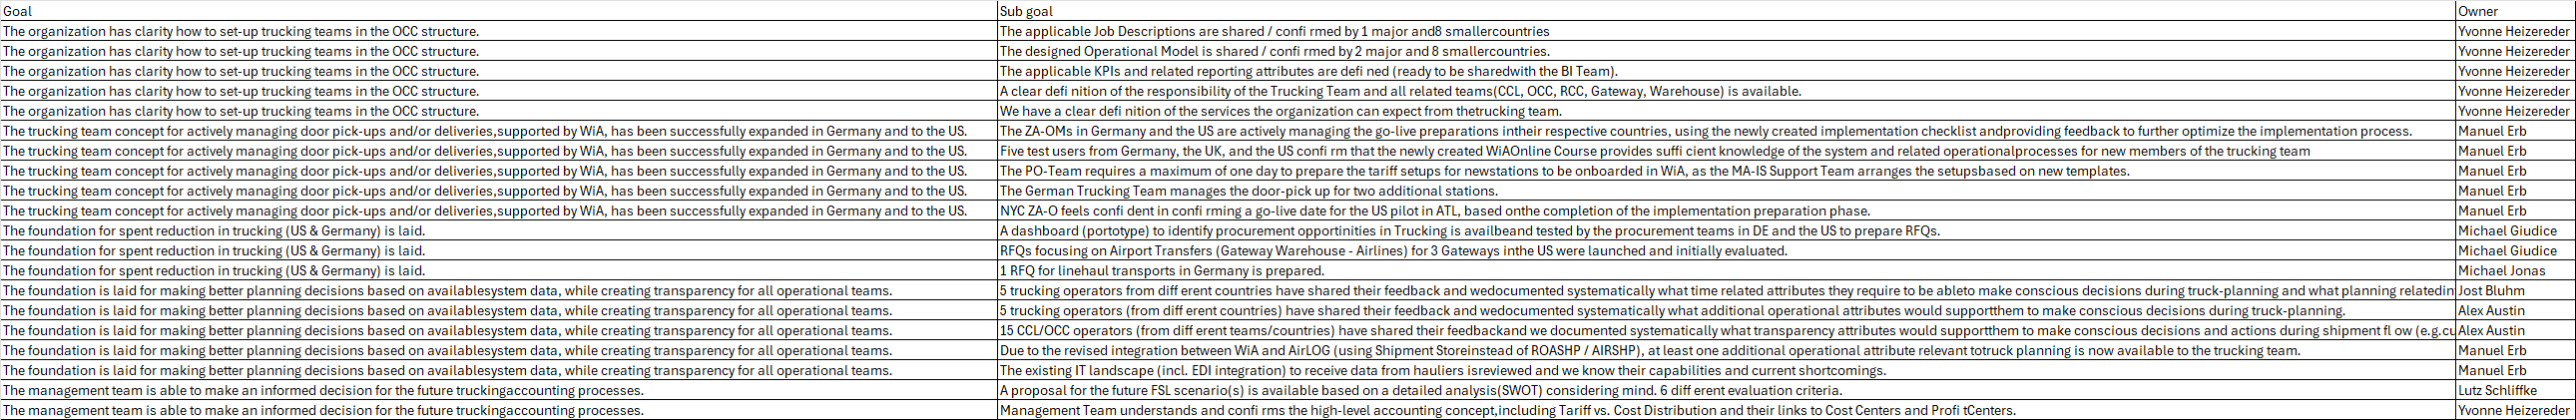 Goal	Sub goal	Owner
The organization has clarity how to set-up trucking teams in the OCC structure.	The applicable Job Descriptions are shared / confi rmed by 1 major and8 smallercountries	Yvonne Heizereder
The organization has clarity how to set-up trucking teams in the OCC structure.	The designed Operational Model is shared / confi rmed by 2 major and 8 smallercountries.	Yvonne Heizereder
The organization has clarity how to set-up trucking teams in the OCC structure.	The applicable KPIs and related reporting attributes are defi ned (ready to be sharedwith the BI Team).	Yvonne Heizereder
The organization has clarity how to set-up trucking teams in the OCC structure.	A clear defi nition of the responsibility of the Trucking Team and all related teams(CCL, OCC, RCC, Gateway, Warehouse) is available.	Yvonne Heizereder
The organization has clarity how to set-up trucking teams in the OCC structure.	We have a clear defi nition of the services the organization can expect from thetrucking team.	Yvonne Heizereder
The trucking team concept for actively managing door pick-ups and/or deliveries,supported by WiA, has been successfully expanded in Germany and to the US.	The ZA-OMs in Germany and the US are actively managing the go-live preparations intheir respective countries, using the newly created implementation checklist andproviding feedback to further optimize the implementation process.	Manuel Erb
The trucking team concept for actively managing door pick-ups and/or deliveries,supported by WiA, has been successfully expanded in Germany and to the US.	Five test users from Germany, the UK, and the US confi rm that the newly created WiAOnline Course provides suffi cient knowledge of the system and related operationalprocesses for new members of the trucking team	Manuel Erb
The trucking team concept for actively managing door pick-ups and/or deliveries,supported by WiA, has been successfully expanded in Germany and to the US.	The PO-Team requires a maximum of one day to prepare the tariff setups for newstations to be onboarded in WiA, as the MA-IS Support Team arranges the setupsbased on new templates.	Manuel Erb
The trucking team concept for actively managing door pick-ups and/or deliveries,supported by WiA, has been successfully expanded in Germany and to the US.	The German Trucking Team manages the door-pick up for two additional stations.	Manuel Erb
The trucking team concept for actively managing door pick-ups and/or deliveries,supported by WiA, has been successfully expanded in Germany and to the US.	NYC ZA-O feels confi dent in confi rming a go-live date for the US pilot in ATL, based onthe completion of the implementation preparation phase.	Manuel Erb
The foundation for spent reduction in trucking (US & Germany) is laid.	A dashboard (portotype) to identify procurement opportinities in Trucking is availbeand tested by the procurement teams in DE and the US to prepare RFQs.	Michael Giudice
The foundation for spent reduction in trucking (US & Germany) is laid.	RFQs focusing on Airport Transfers (Gateway Warehouse - Airlines) for 3 Gateways inthe US were launched and initially evaluated.	Michael Giudice
The foundation for spent reduction in trucking (US & Germany) is laid.	1 RFQ for linehaul transports in Germany is prepared.	Michael Jonas
The foundation is laid for making better planning decisions based on availablesystem data, while creating transparency for all operational teams.	5 trucking operators from diff erent countries have shared their feedback and wedocumented systematically what time related attributes they require to be ableto make conscious decisions during truck-planning and what planning relatedin	Jost Bluhm
The foundation is laid for making better planning decisions based on availablesystem data, while creating transparency for all operational teams.	5 trucking operators (from diff erent countries) have shared their feedback and wedocumented systematically what additional operational attributes would supportthem to make conscious decisions during truck-planning.	Alex Austin
The foundation is laid for making better planning decisions based on availablesystem data, while creating transparency for all operational teams.	15 CCL/OCC operators (from diff erent teams/countries) have shared their feedbackand we documented systematically what transparency attributes would supportthem to make conscious decisions and actions during shipment fl ow (e.g.cu	Alex Austin
The foundation is laid for making better planning decisions based on availablesystem data, while creating transparency for all operational teams.	Due to the revised integration between WiA and AirLOG (using Shipment Storeinstead of ROASHP / AIRSHP), at least one additional operational attribute relevant totruck planning is now available to the trucking team.	Manuel Erb
The foundation is laid for making better planning decisions based on availablesystem data, while creating transparency for all operational teams.	The existing IT landscape (incl. EDI integration) to receive data from hauliers isreviewed and we know their capabilities and current shortcomings.	Manuel Erb
The management team is able to make an informed decision for the future truckingaccounting processes.	A proposal for the future FSL scenario(s) is available based on a detailed analysis(SWOT) considering mind. 6 diff erent evaluation criteria.	Lutz Schliffke
The management team is able to make an informed decision for the future truckingaccounting processes.	Management Team understands and confi rms the high-level accounting concept,including Tariff vs. Cost Distribution and their links to Cost Centers and Profi tCenters.	Yvonne Heizereder